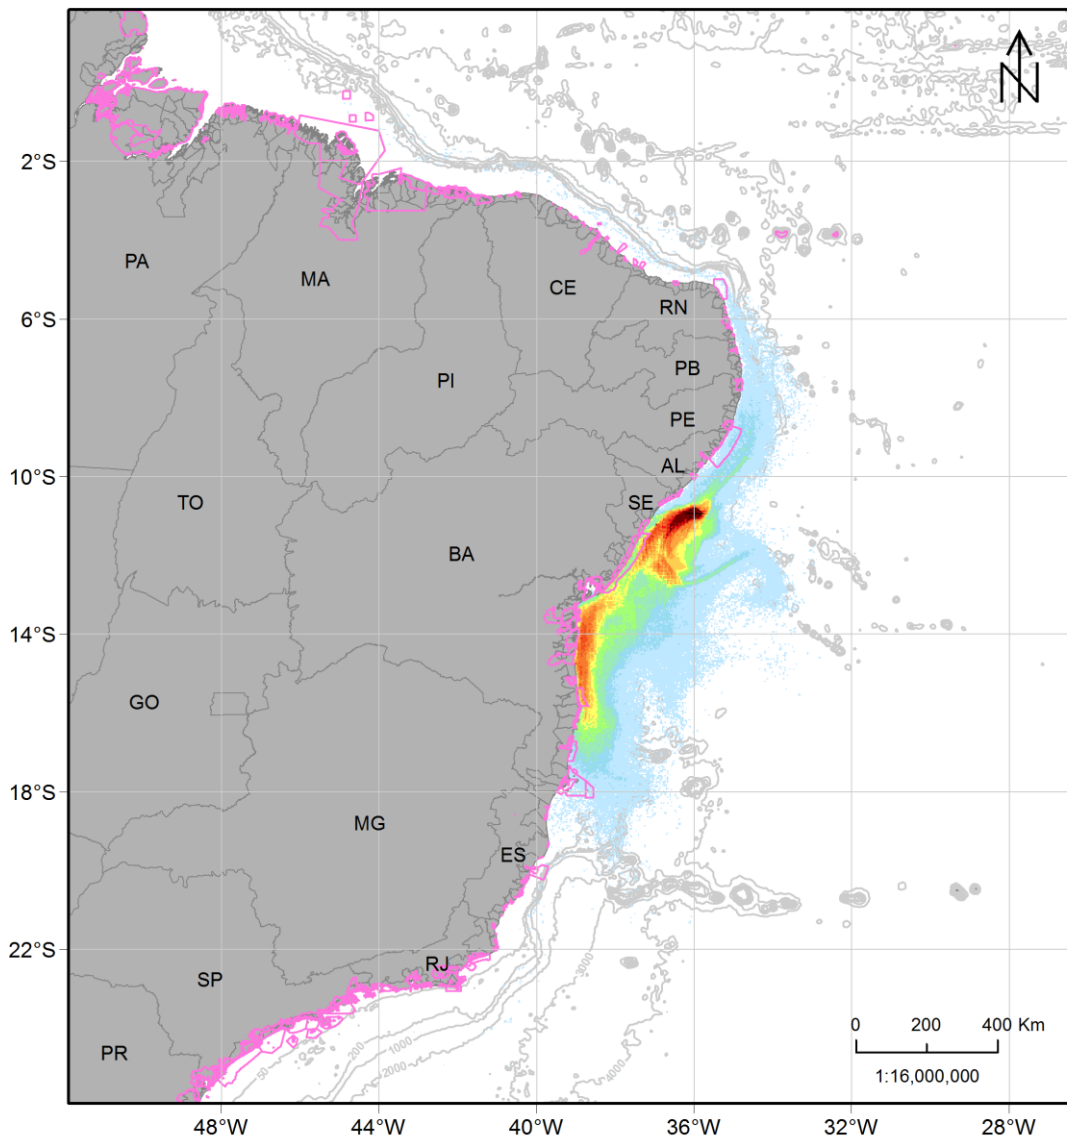 N
2°S
PA
MA
CE
RN
6°S
PB
PI
PE
AL
10°S
TO
SE
BA
14°S
GO
18°S
MG
ES
22°S
RJ
SP
3000
200
1000
50
2000
4000
0 200 400 Km
PR
1:16,000,000
48°W 44°W 40°W 36°W 32°W 28°W